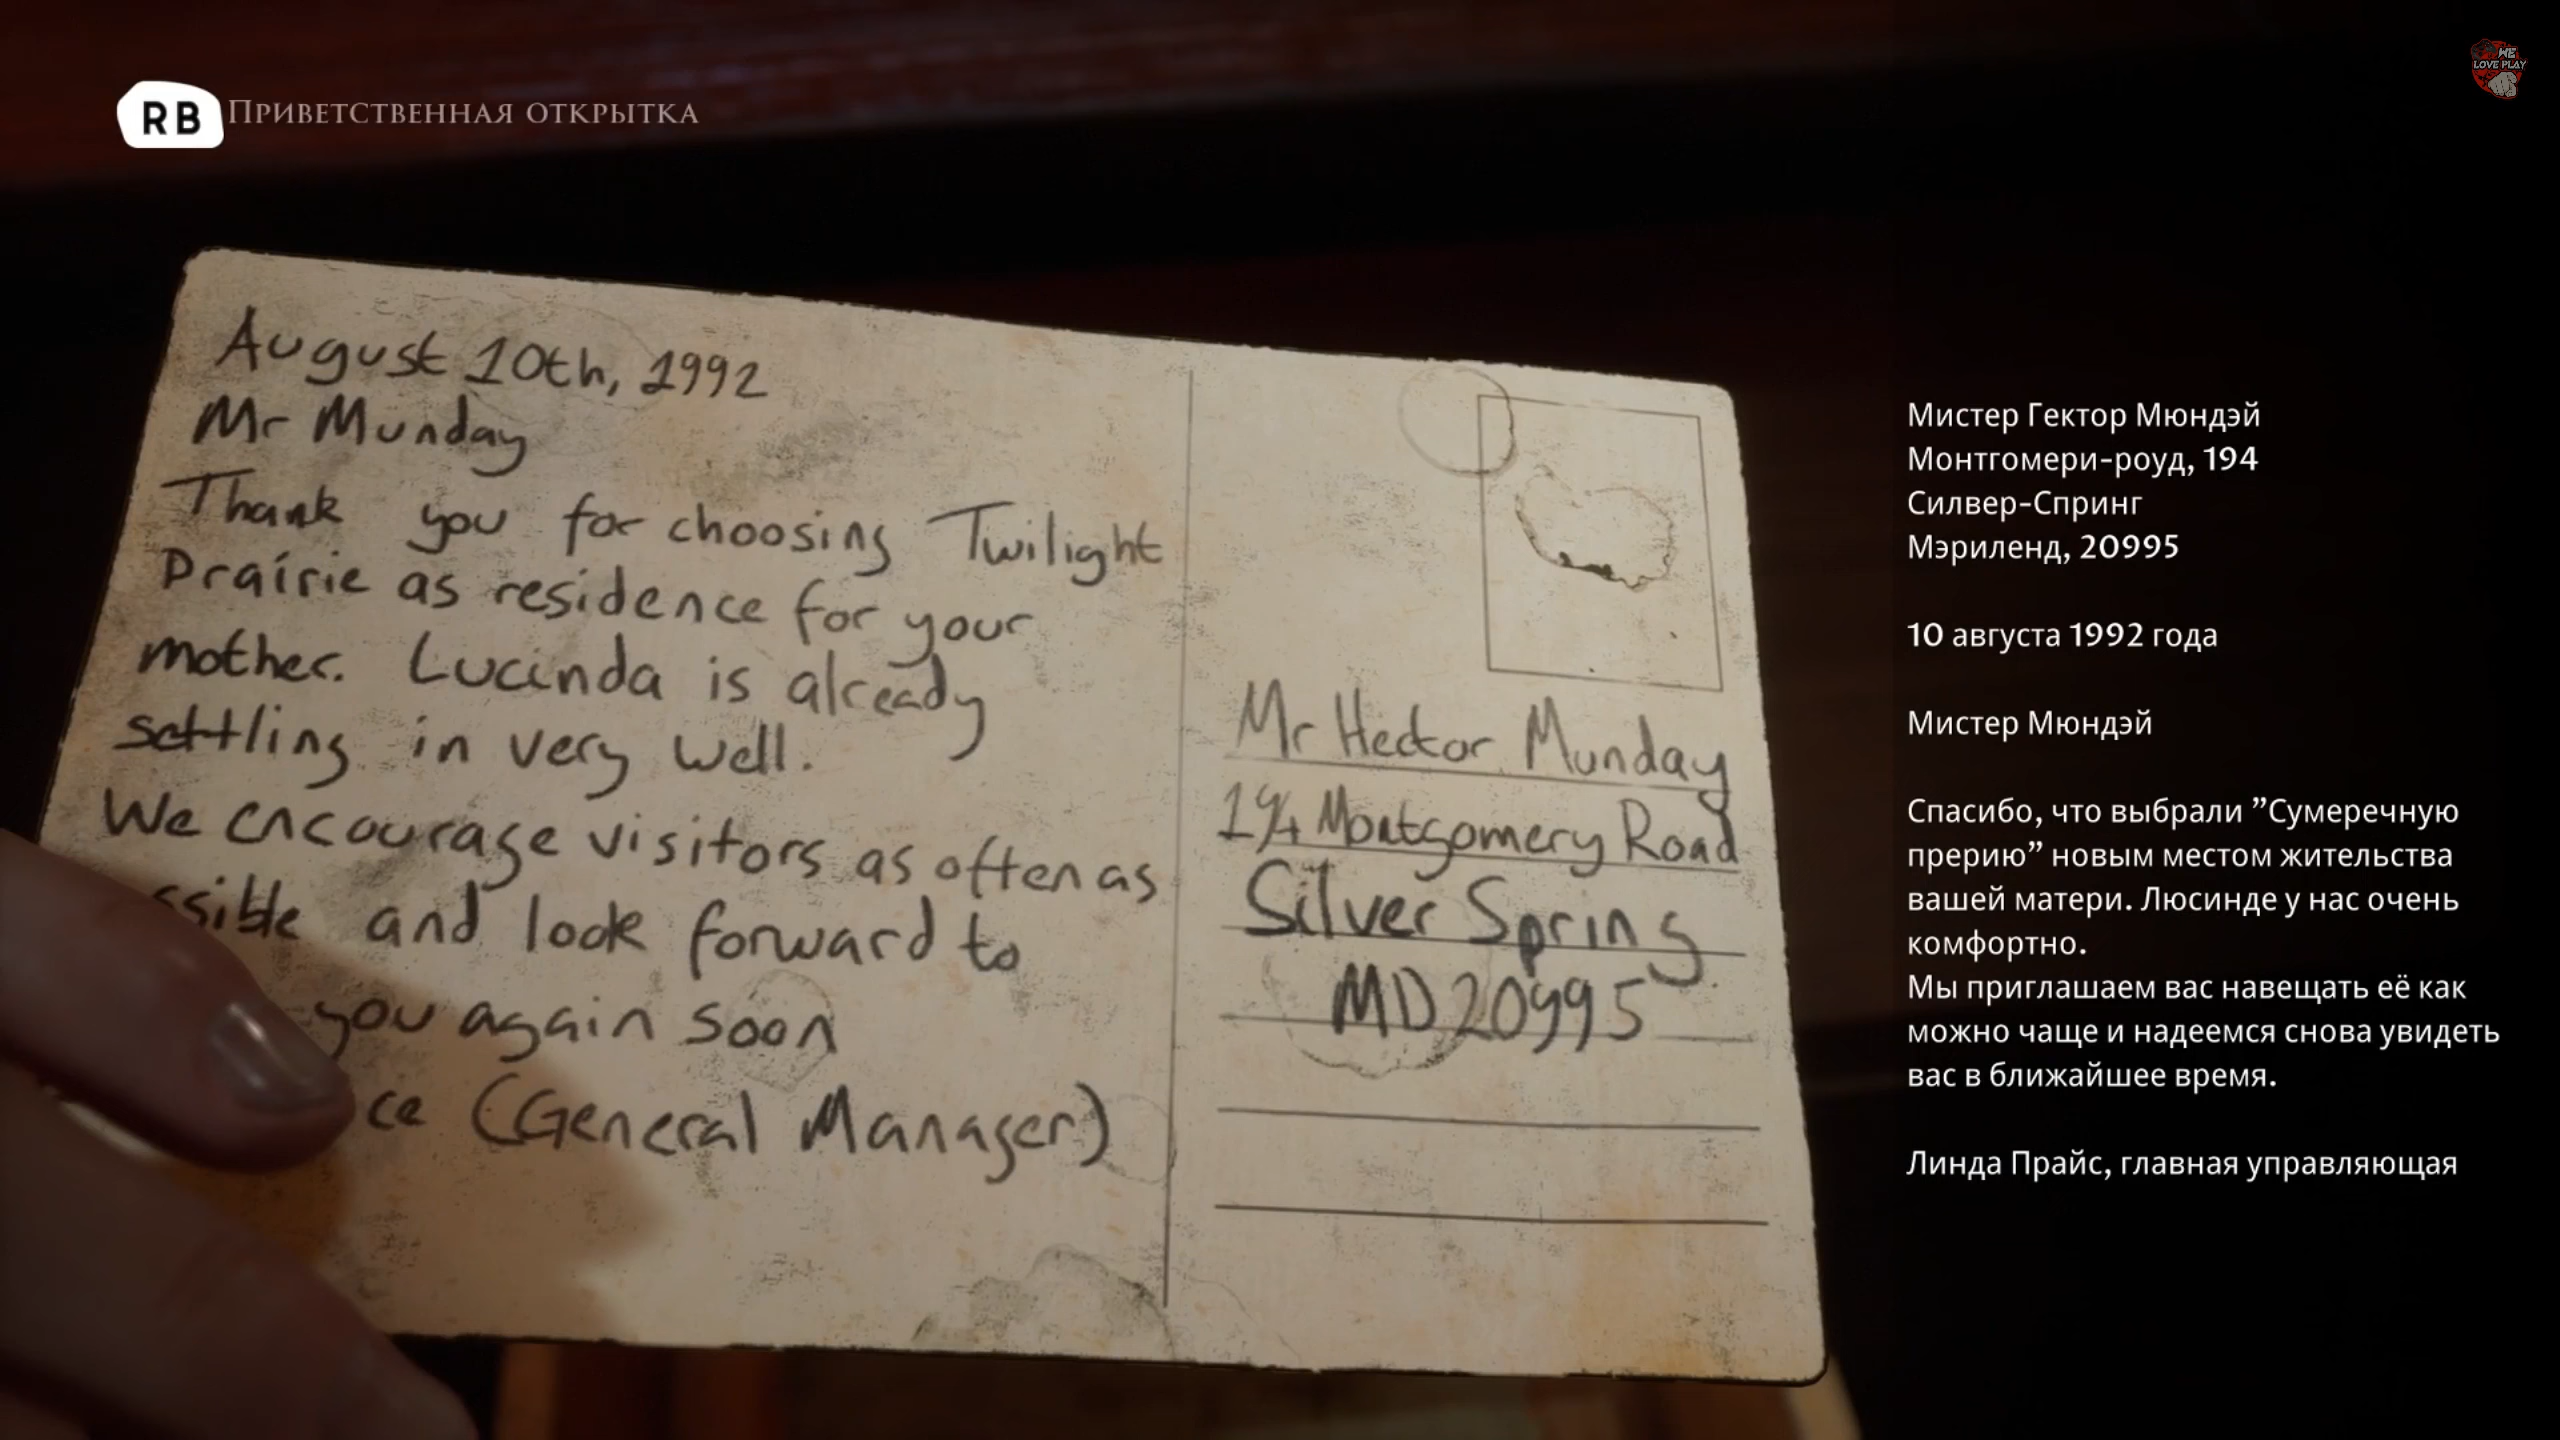 RB ПРИВЕТСТВЕННАЯ ОТКРЫТКА
WE
LOVE PLAY
August 10th, 1992
Mr Munday
Thank you for choosing Twilight
Prairie as residence for your
mother. Lucinda is already
settling in very well.
We encourage visitors as often as
ssible and look forward to
you again soon
ce (General Manager)
Mr Hector Munday
194 Montgomery Road
Silver Spring
MD 20995
Мистер Гектор Мюндэй
Монтгомери-роуд, 194
Силвер-Спринг
Мэриленд, 20995
10 августа 1992 года
Мистер Мюндэй
Спасибо, что выбрали "Сумеречную
прерию" новым местом жительства
вашей матери. Люсинде у нас очень
комфортно.
Мы приглашаем вас навещать её как
можно чаще и надеемся снова увидеть
вас в ближайшее время.
Линда Прайс, главная управляющая